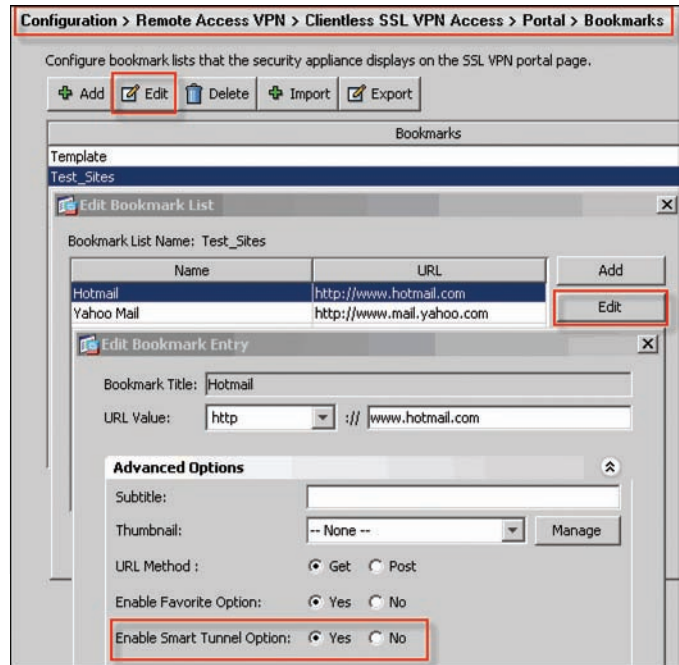 Configuration > Remote Access VPN > Clientless SSL VPN Access > Portal > Bookmarks
Configure bookmark lists that the security appliance displays on the SSL VPN portal page.
Add Edit Delete Import Export
Bookmarks
Template
Test_Sites
Edit Bookmark List
Bookmark List Name: Test_Sites
Name URL Add
Hotmail http://www.hotmail.com Edit
Yahoo Mail http://www.mail.yahoo.com
Edit Bookmark Entry
Bookmark Title: Hotmail
URL Value: http :// www.hotmail.com
Advanced Options
Subtitle:
Thumbnail: -- None -- Manage
URL Method : Get Post
Enable Favorite Option: Yes No
Enable Smart Tunnel Option: Yes No